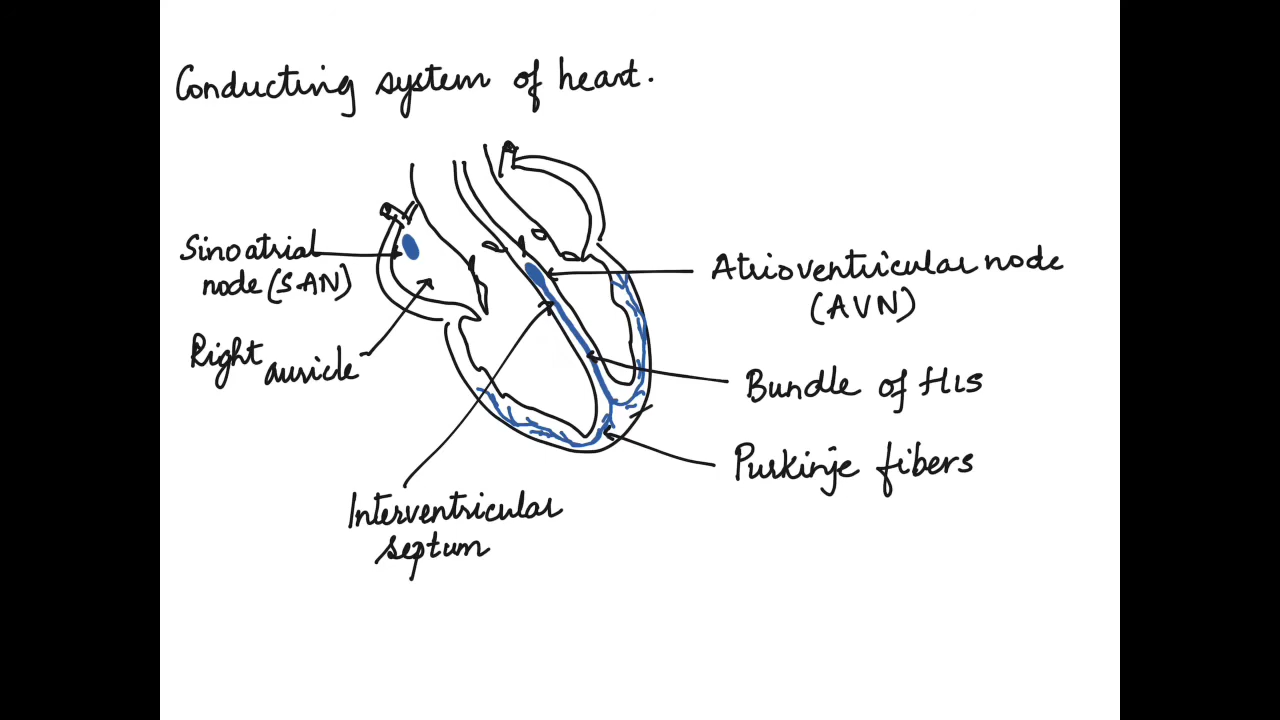 Conducting system of heart.
Sinoatrial
node (SAN)
Right auricle
Interventricular
septum
Atrioventricular node
(AVN)
Bundle of His
Purkinje fibers